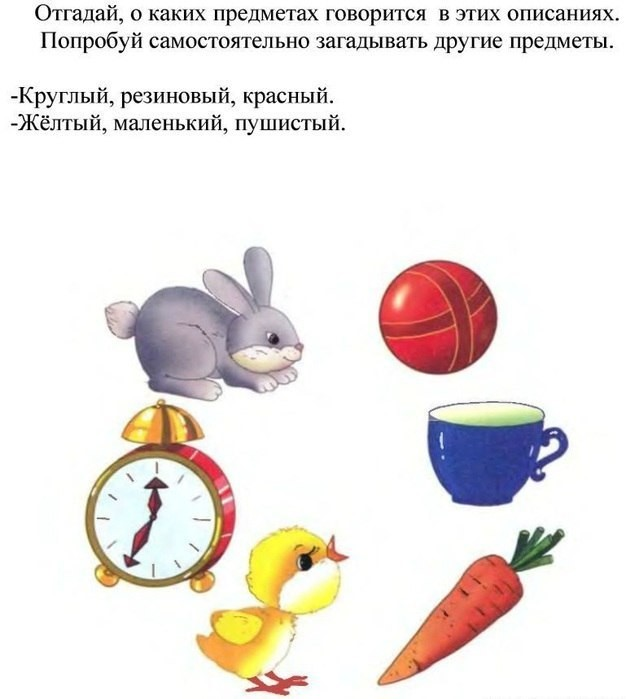 Отгадай, о каких предметах говорится в этих описаниях.
Попробуй самостоятельно загадывать другие предметы.
-Круглый, резиновый, красный.
-Жёлтый, маленький, пушистый.